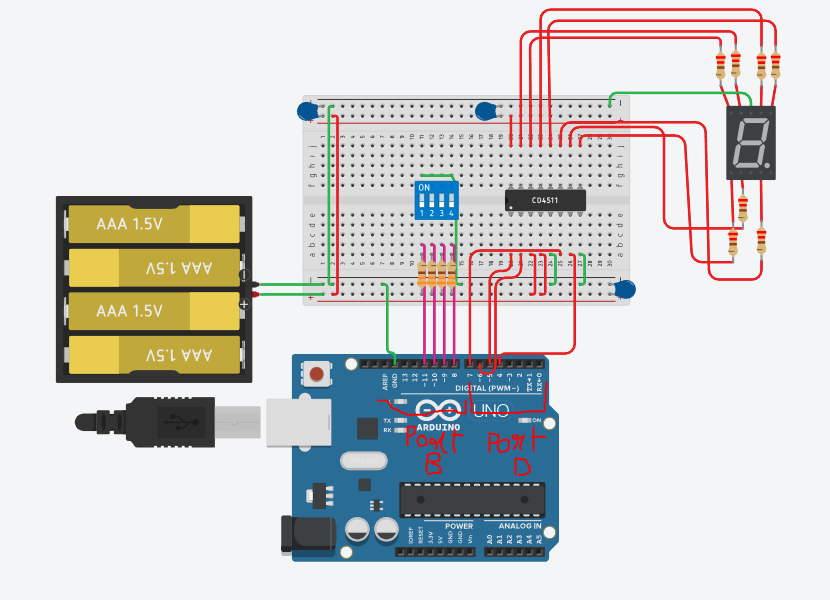 AAA 1.5V
AAA 1.5V
AAA 1.5V
AAA 1.5V
ON
1 2 3 4
CD4511
AREF
GND
13
12
~11
~10
~9
8
7
~6
~5
4
~3
2
TX→1
RX←0
DIGITAL (PWM~)
TX
RX
ARDUINO
UNO
ON
Port
B
Port
D
POWER
ANALOG IN
IOREF
RESET
3.3V
5V
GND
GND
Vin
A0
A1
A2
A3
A4
A5